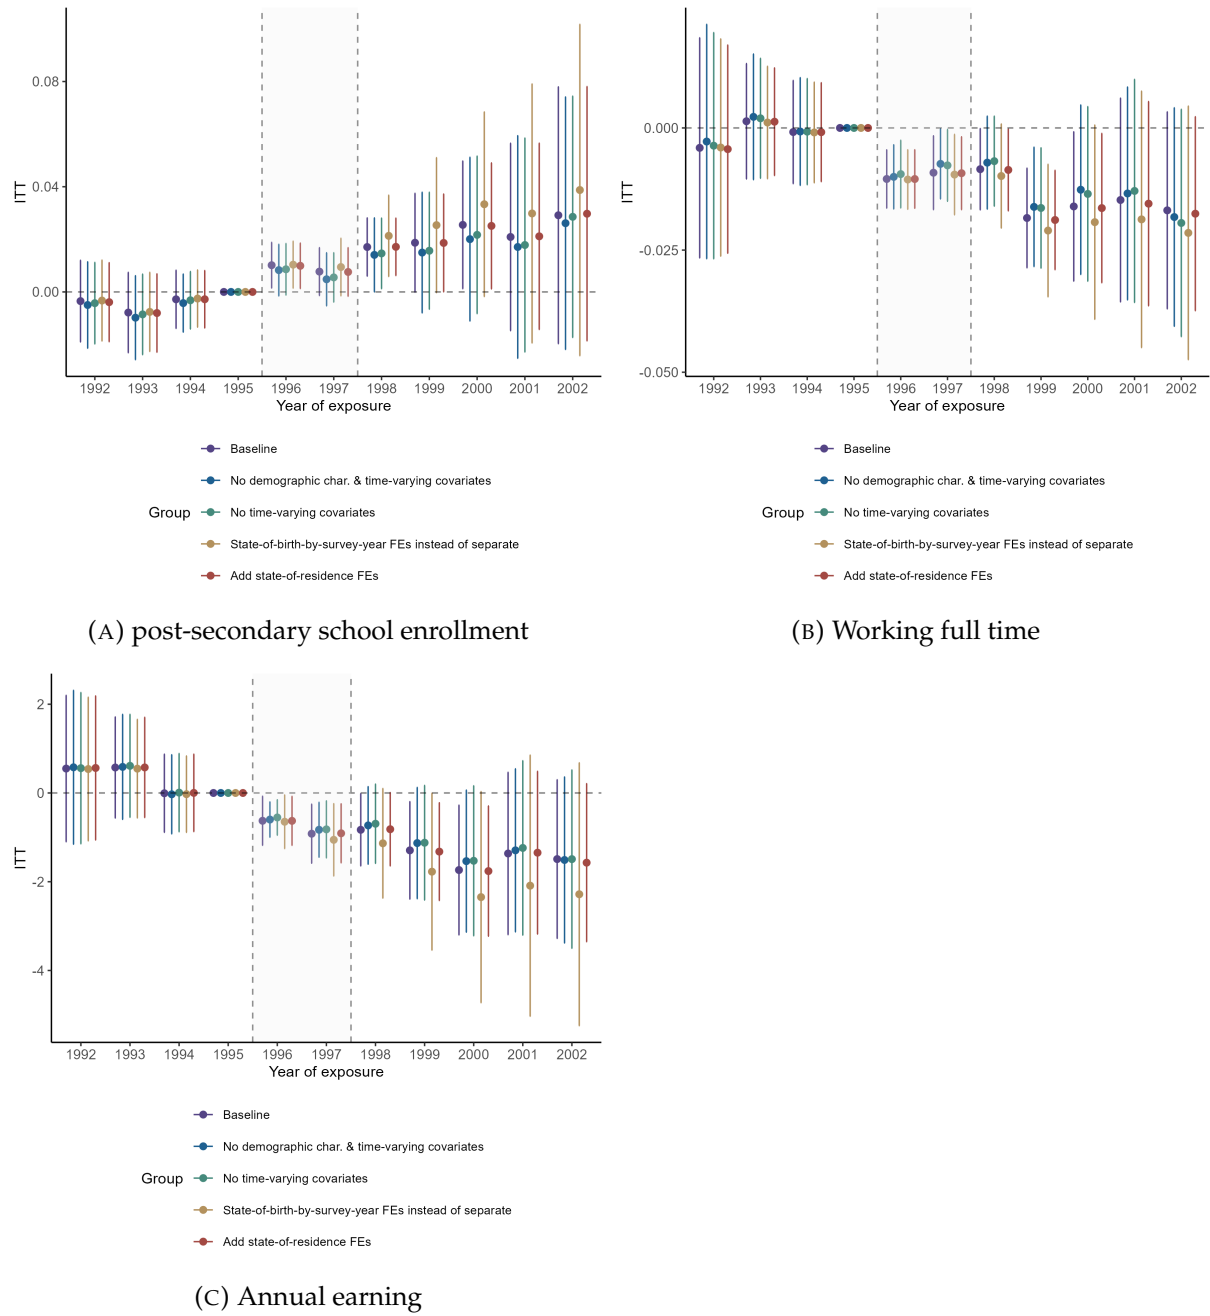 0.08
0.04
0.00
ITT
1992 1993 1994 1995 1996 1997 1998 1999 2000 2001 2002
Year of exposure
Group
Baseline
No demographic char. & time-varying covariates
No time-varying covariates
State-of-birth-by-survey-year FEs instead of separate
Add state-of-residence FEs
(A) post-secondary school enrollment
0.000
-0.025
-0.050
ITT
1992 1993 1994 1995 1996 1997 1998 1999 2000 2001 2002
Year of exposure
Group
Baseline
No demographic char. & time-varying covariates
No time-varying covariates
State-of-birth-by-survey-year FEs instead of separate
Add state-of-residence FEs
(B) Working full time
2
0
-2
-4
ITT
1992 1993 1994 1995 1996 1997 1998 1999 2000 2001 2002
Year of exposure
Group
Baseline
No demographic char. & time-varying covariates
No time-varying covariates
State-of-birth-by-survey-year FEs instead of separate
Add state-of-residence FEs
(C) Annual earning